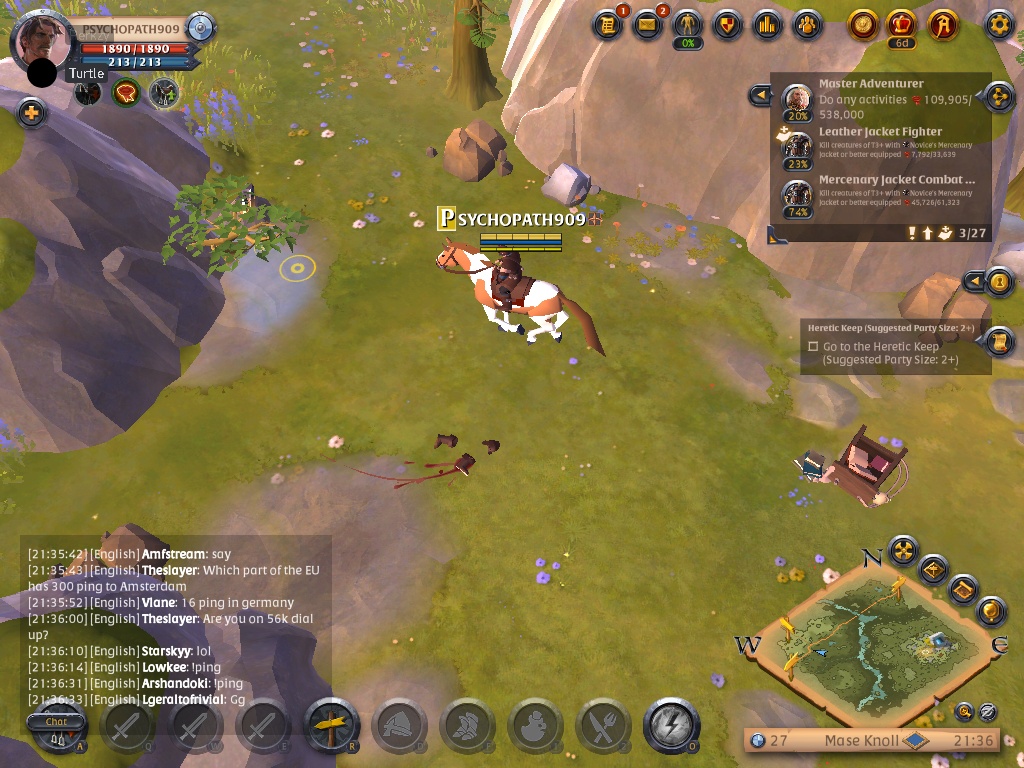 PSYCHOPATH909
1890 / 1890
213 / 213
Turtle
1
2
0%
6d
Master Adventurer
Do any activities 109,905/
538,000
20%
Leather Jacket Fighter
Kill creatures of T3+ with Novice's Mercenary
Jacket or better equipped 7,792/33,639
23%
Mercenary Jacket Combat ...
Kill creatures of T3+ with Novice's Mercenary
Jacket or better equipped 45,726/61,323
74%
3/27
PSYCHOPATH909
Heretic Keep (Suggested Party Size: 2+)
Go to the Heretic Keep
(Suggested Party Size: 2+)
[21:35:42] [English] Amfstream: say
[21:35:43] [English] Theslayer: Which part of the EU
has 300 ping to Amsterdam
[21:35:52] [English] Vlane: 16 ping in germany
[21:36:00] [English] Theslayer: Are you on 56k dial
up?
[21:36:10] [English] Starskyy: lol
[21:36:14] [English] Lowkee: !ping
[21:36:31] [English] Arshandoki: !ping
[21:36:33] [English] Lgeraltofrivial: Gg
Chat
A
Q
W
E
R
D
F
O
N
W
E
27
Mase Knoll
21:36